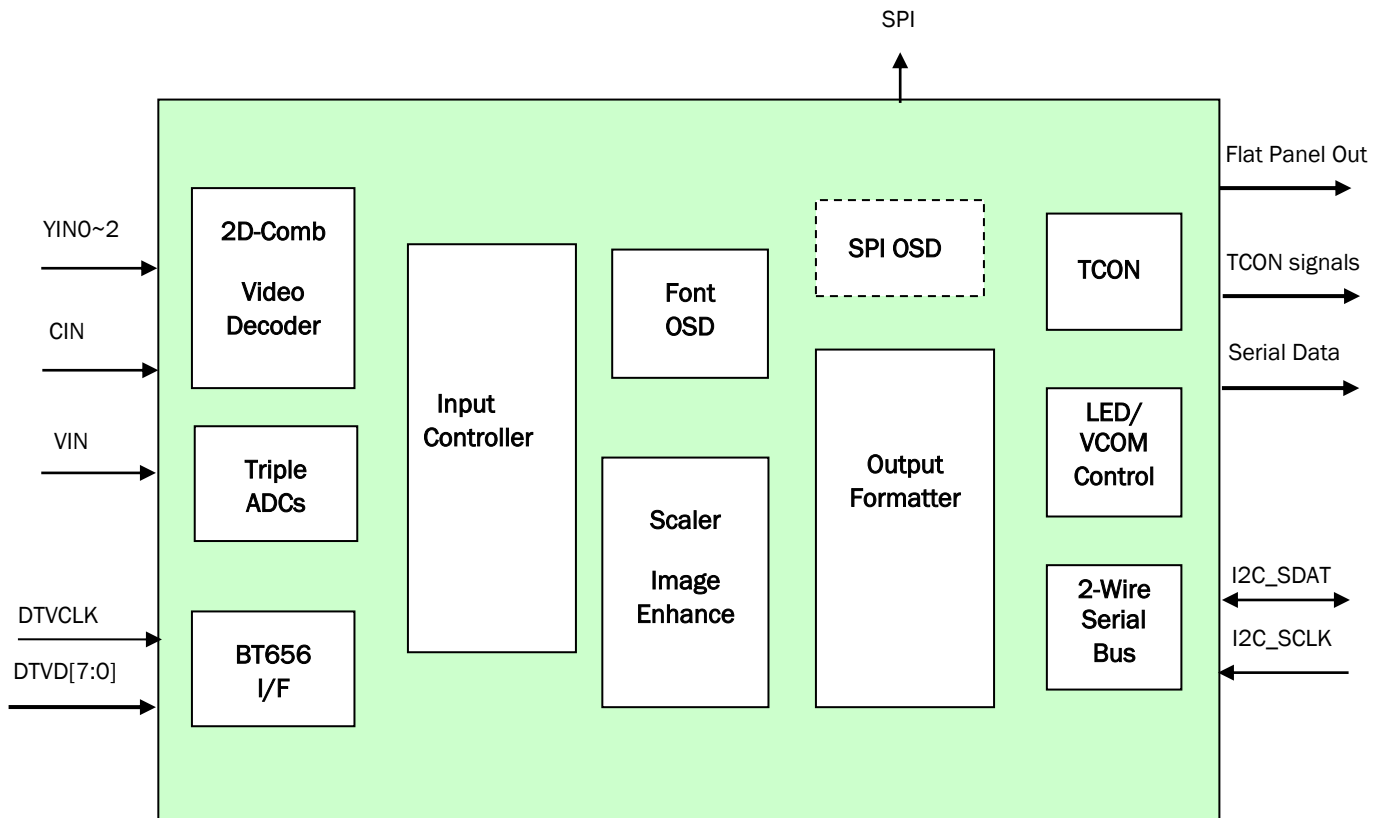 SPI
Flat Panel Out
YIN0~2
2D-Comb
Video
Decoder
SPI OSD
TCON
TCON signals
Font
OSD
CIN
Serial Data
Input
Controller
LED/
VCOM
Control
VIN
Triple
ADCs
Output
Formatter
Scaler
Image
Enhance
I2C_SDAT
2-Wire
Serial
Bus
I2C_SCLK
DTVCLK
DTVD[7:0]
BT656
I/F